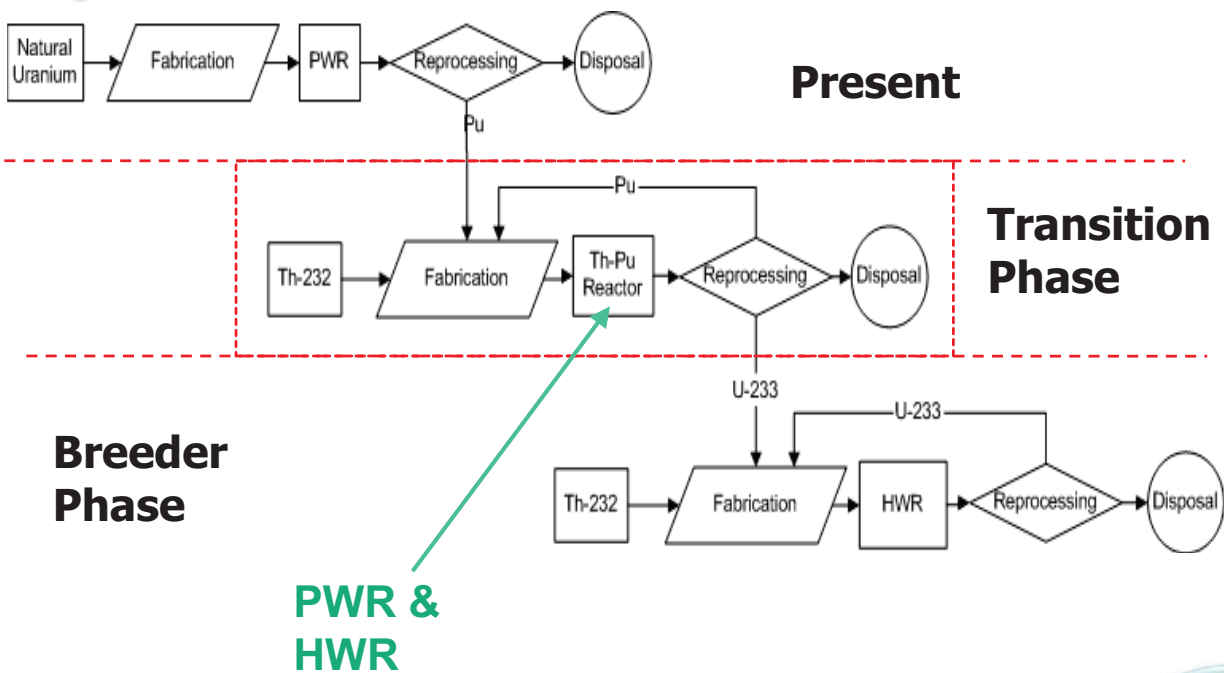 Natural
Uranium
Fabrication
PWR
Reprocessing
Disposal
Present
Pu
Pu
Th-232
Fabrication
Th-Pu
Reactor
Reprocessing
Disposal
Transition
Phase
U-233
U-233
Breeder
Phase
Th-232
Fabrication
HWR
Reprocessing
Disposal
PWR &
HWR